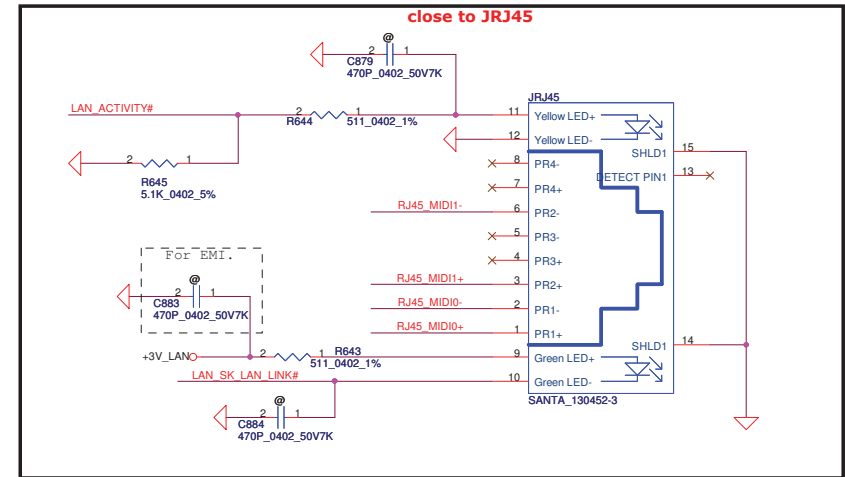 close to JRJ45
@
2 1
C879
470P_0402_50V7K
JRJ45
LAN_ACTIVITY#
2 1
R644 511_0402_1%
11 Yellow LED+
12 Yellow LED-
SHLD1 15
2 1
R645
5.1K_0402_5%
8 PR4-
DETECT PIN1 13
7 PR4+
RJ45_MIDI1- 6 PR2-
5 PR3-
4 PR3+
For EMI.
@
2 1
C883
470P_0402_50V7K
RJ45_MIDI1+ 3 PR2+
RJ45_MIDI0- 2 PR1-
RJ45_MIDI0+ 1 PR1+
SHLD1 14
+3V_LAN 2 1 R643
511_0402_1%
9 Green LED+
LAN_SK_LAN_LINK# 10 Green LED-
SANTA_130452-3
@
2 1
C884
470P_0402_50V7K